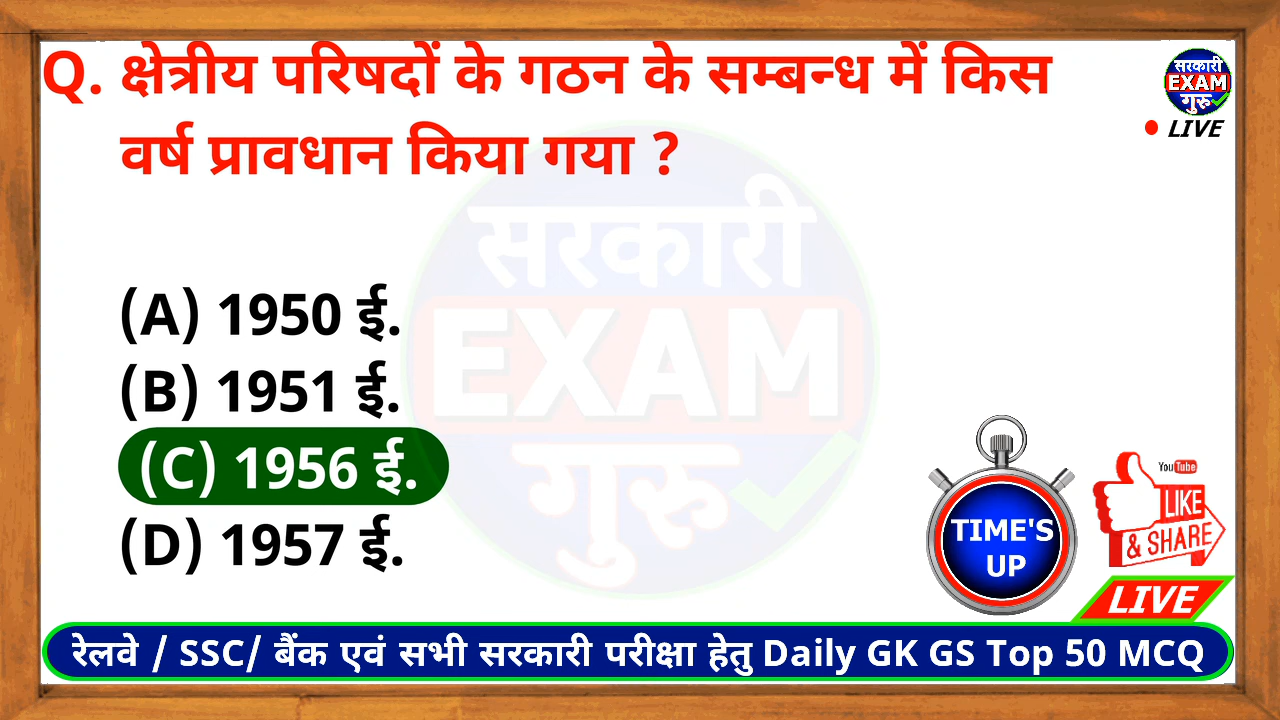 Q. क्षेत्रीय परिषदों के गठन के सम्बन्ध में किस
वर्ष प्रावधान किया गया ?
सरकारी
EXAM
गुरु
LIVE
सरकारी
EXAM
गुरु
(A) 1950 ई.
(B) 1951 ई.
(C) 1956 ई.
(D) 1957 ई.
TIME'S
UP
YouTube
LIKE
& SHARE
LIVE
रेलवे / SSC/ बैंक एवं सभी सरकारी परीक्षा हेतु Daily GK GS Top 50 MCQ